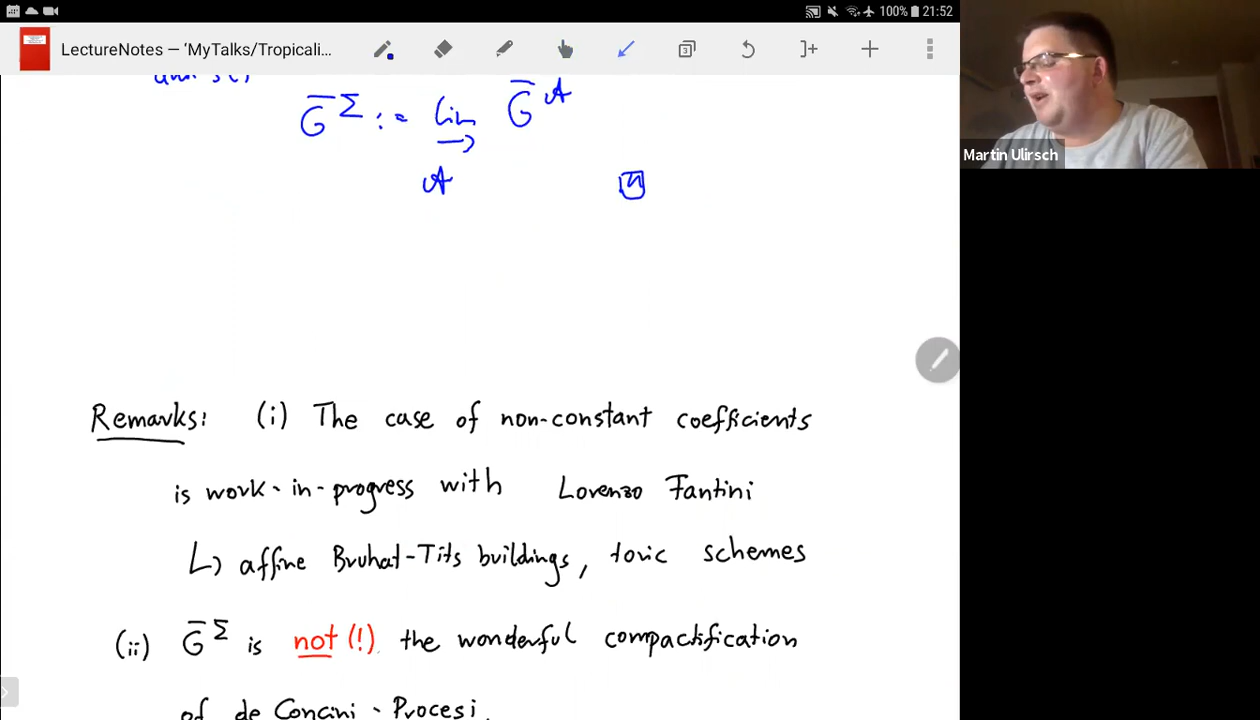 100% 21:52
LectureNotes – 'MyTalks/Tropicali...
Ḡ^Σ := lim Ḡ^A
→
A
Remarks: (i) The case of non-constant coefficients
is work-in-progress with Lorenzo Fantini
↳ affine Bruhat-Tits buildings, toric schemes
(ii) Ḡ^Σ is not(!) the wonderful compactification
of de Concini - Procesi.
Martin Ulirsch